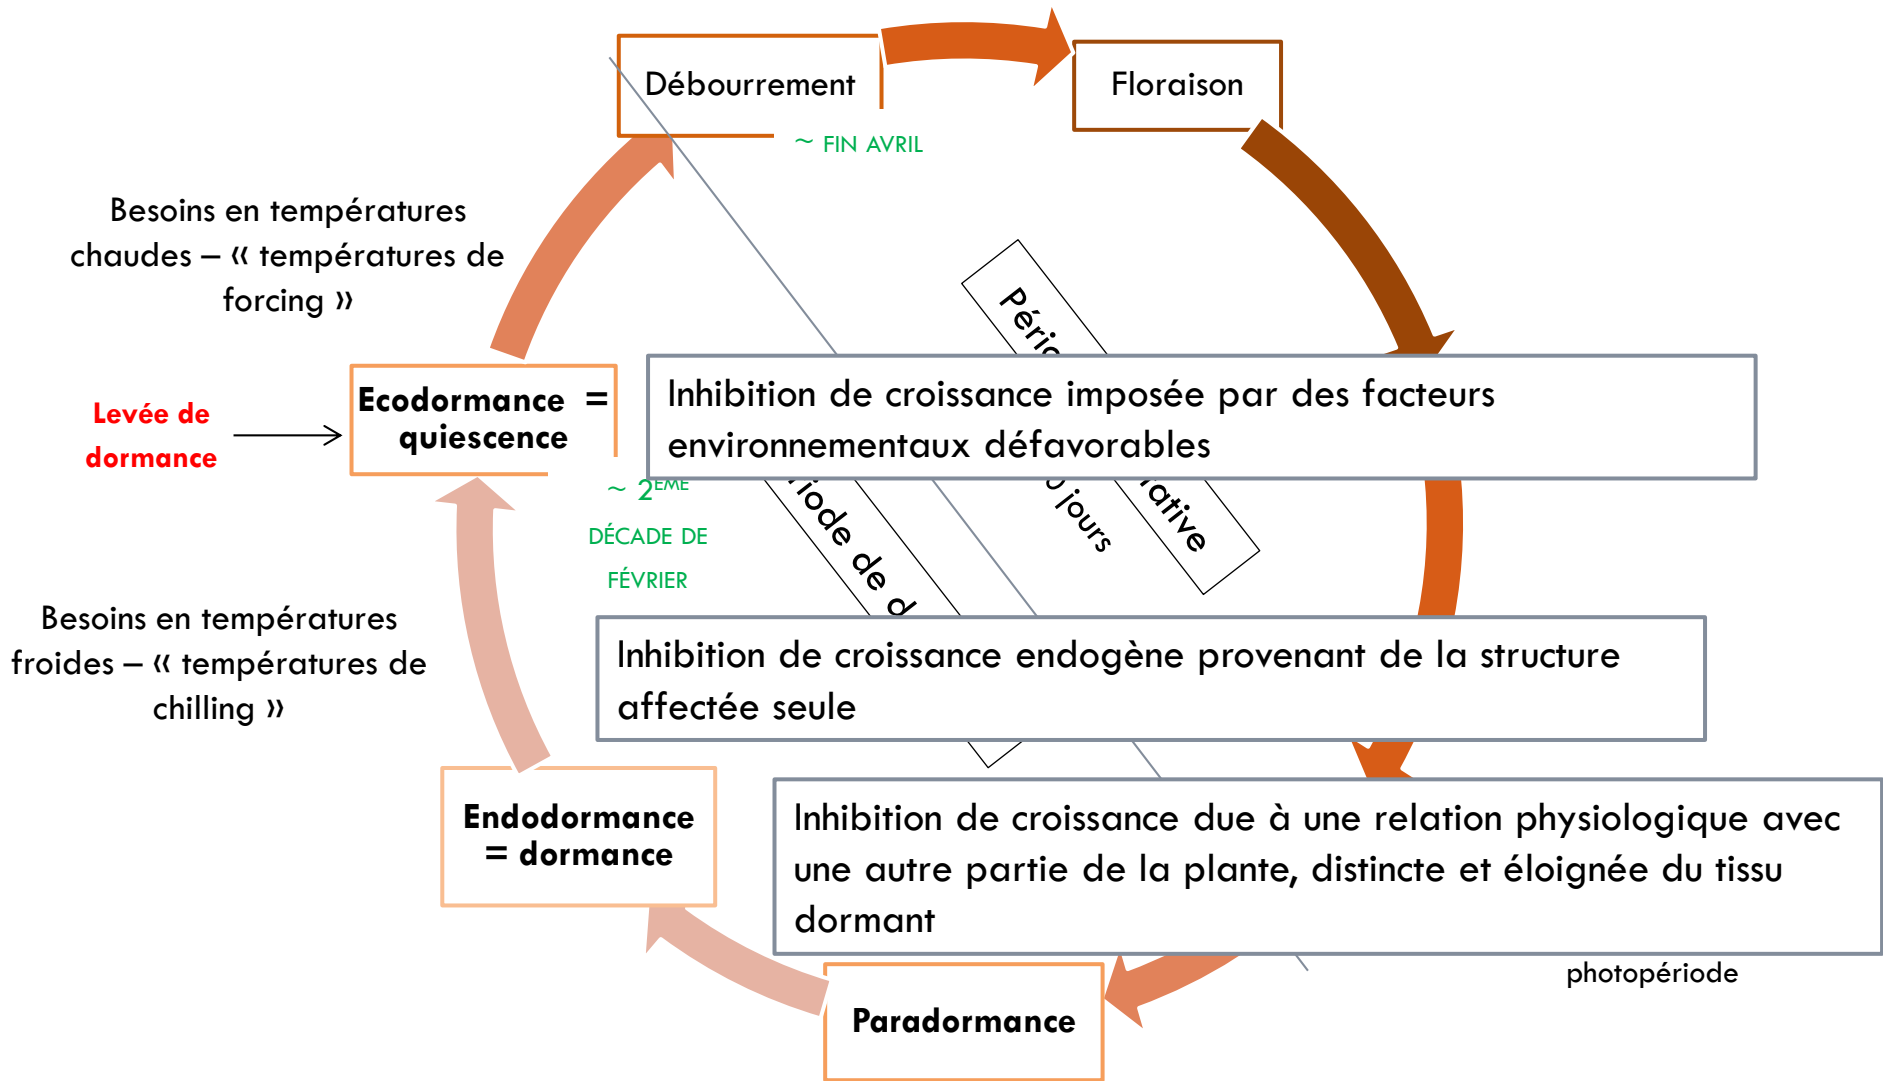 Débourrement
Floraison
~ FIN AVRIL
Besoins en températures
chaudes – « températures de
forcing »
Levée de
dormance
Ecodormance =
quiescence
Inhibition de croissance imposée par des facteurs
environnementaux défavorables
~ 2ÈME
DÉCADE DE
FÉVRIER
jours
de
Inhibition de croissance endogène provenant de la structure
affectée seule
Besoins en températures
froides – « températures de
chilling »
Endodormance
= dormance
Inhibition de croissance due à une relation physiologique avec
une autre partie de la plante, distincte et éloignée du tissu
dormant
photopériode
Paradormance